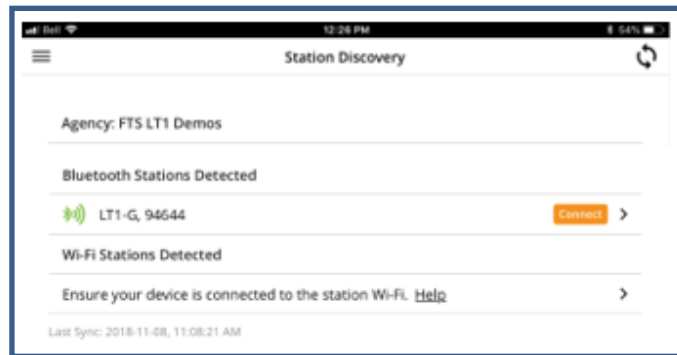 Bell 12:26 PM 54%
Station Discovery
Agency: FTS LT1 Demos
Bluetooth Stations Detected
LT1-G, 94644 Connect
Wi-Fi Stations Detected
Ensure your device is connected to the station Wi-Fi. Help
Last Sync: 2018-11-08, 11:08:21 AM